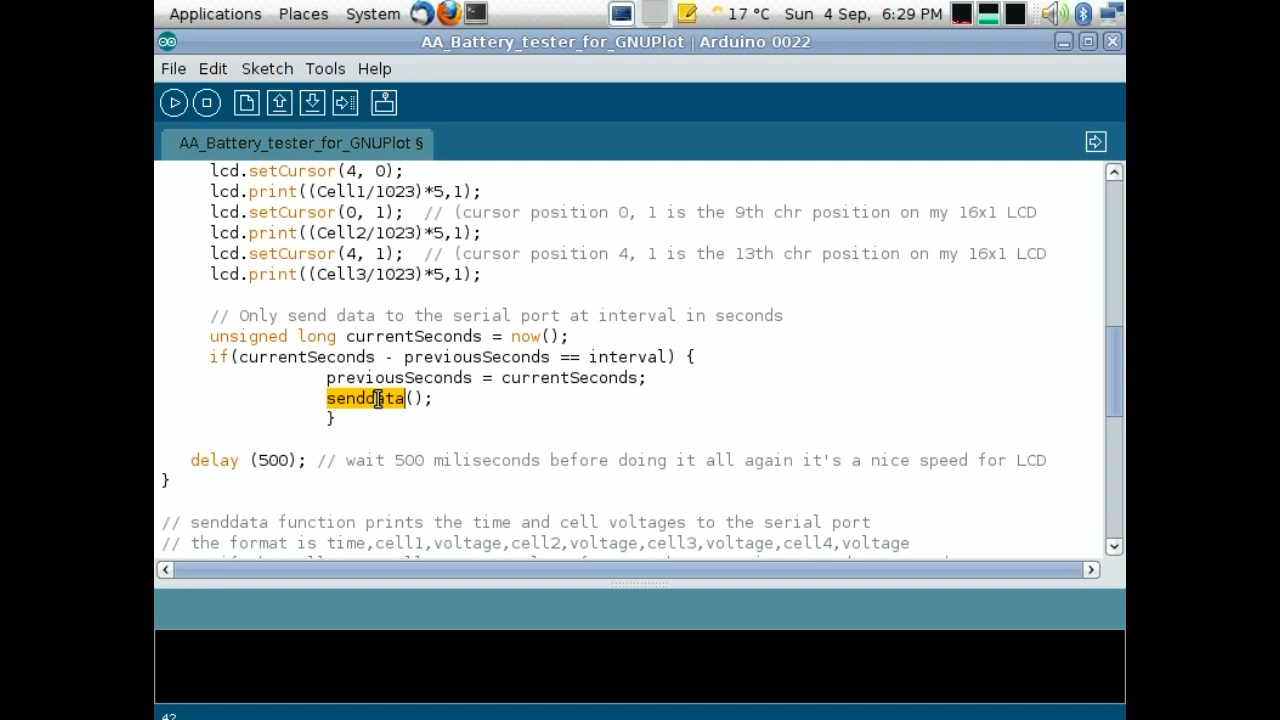 Applications Places System 17 °C Sun 4 Sep, 6:29 PM
AA_Battery_tester_for_GNUPlot | Arduino 0022
File Edit Sketch Tools Help
AA_Battery_tester_for_GNUPlot §
lcd.setCursor(4, 0);
lcd.print((Cell1/1023)*5,1);
lcd.setCursor(0, 1); // (cursor position 0, 1 is the 9th chr position on my 16x1 LCD
lcd.print((Cell2/1023)*5,1);
lcd.setCursor(4, 1); // (cursor position 4, 1 is the 13th chr position on my 16x1 LCD
lcd.print((Cell3/1023)*5,1);
// Only send data to the serial port at interval in seconds
unsigned long currentSeconds = now();
if(currentSeconds - previousSeconds == interval) {
previousSeconds = currentSeconds;
senddata();
}
delay (500); // wait 500 miliseconds before doing it all again it's a nice speed for LCD
}
// senddata function prints the time and cell voltages to the serial port
// the format is time,cell1,voltage,cell2,voltage,cell3,voltage,cell4,voltage
42